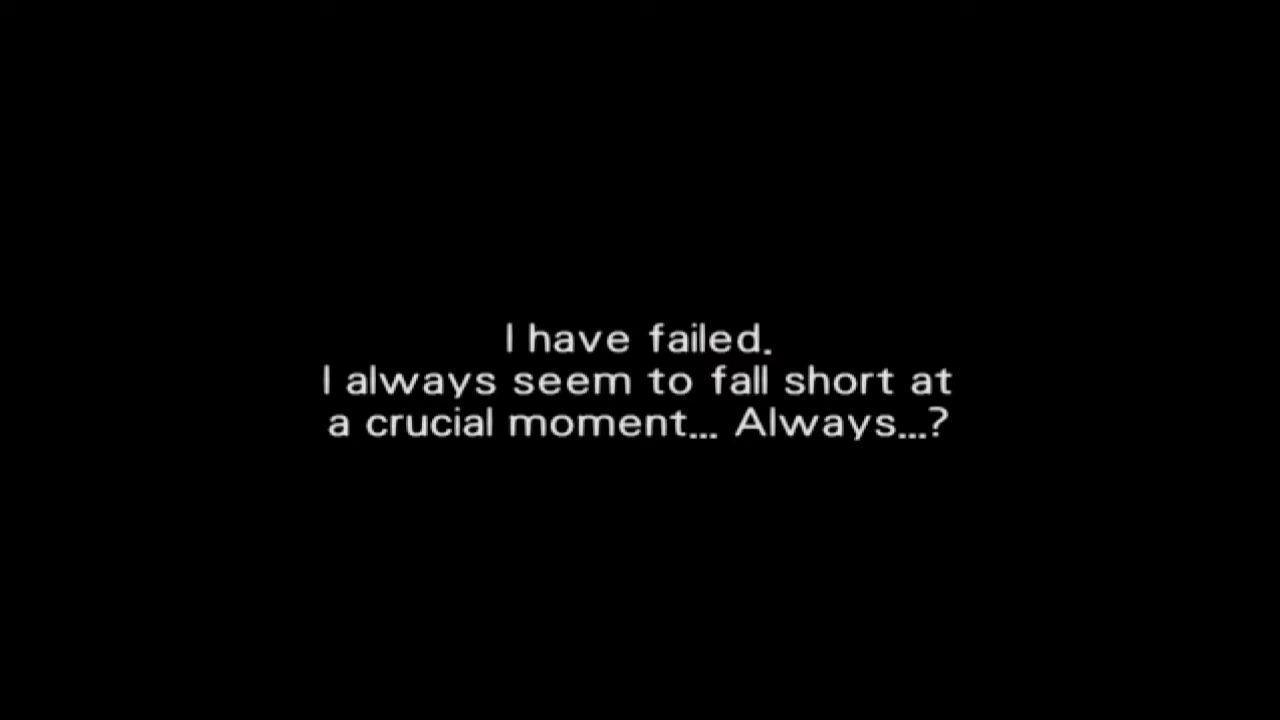 I have failed.
I always seem to fall short at
a crucial moment... Always...?